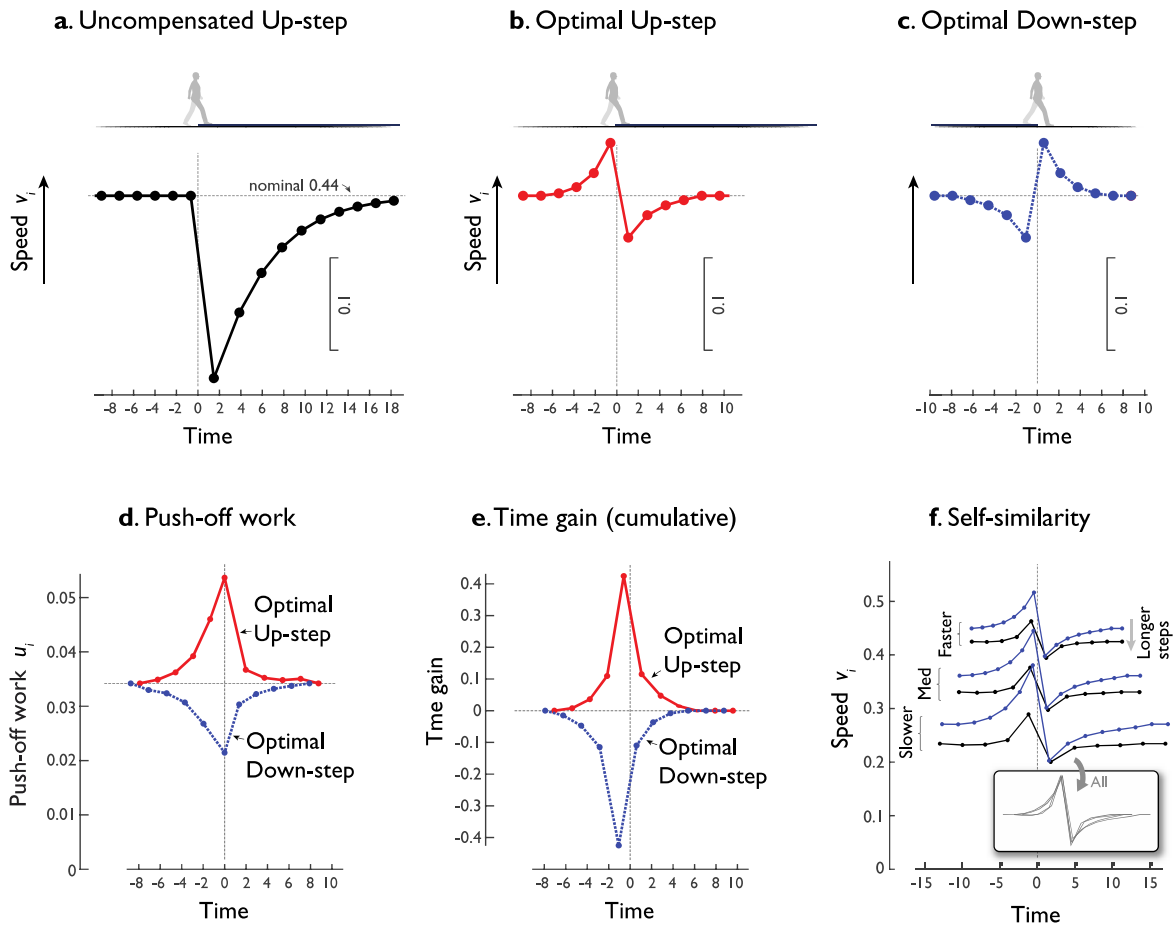 a. Uncompensated Up-step
b. Optimal Up-step
c. Optimal Down-step
Speed v_i
nominal 0.44
0.1
-8 -6 -4 -2 0 2 4 6 8 10 12 14 16 18
Time
Speed v_i
0.1
-8 -6 -4 -2 0 2 4 6 8 10
Time
0.1
-10 -8 -6 -4 -2 0 2 4 6 8 10
Time
d. Push-off work
e. Time gain (cumulative)
f. Self-similarity
Push-off work u_i
0.05
0.04
0.03
0.02
0.01
0
Optimal
Up-step
Optimal
Down-step
-8 -6 -4 -2 0 2 4 6 8 10
Time
Tme gain
0.4
0.3
0.2
0.1
0
-0.1
-0.2
-0.3
-0.4
Optimal
Up-step
Optimal
Down-step
-8 -6 -4 -2 0 2 4 6 8 10
Time
Speed v_i
0.5
0.4
0.3
0.2
0.1
0
Faster
Med
Slower
Longer
steps
All
-15 -10 -5 0 5 10 15
Time